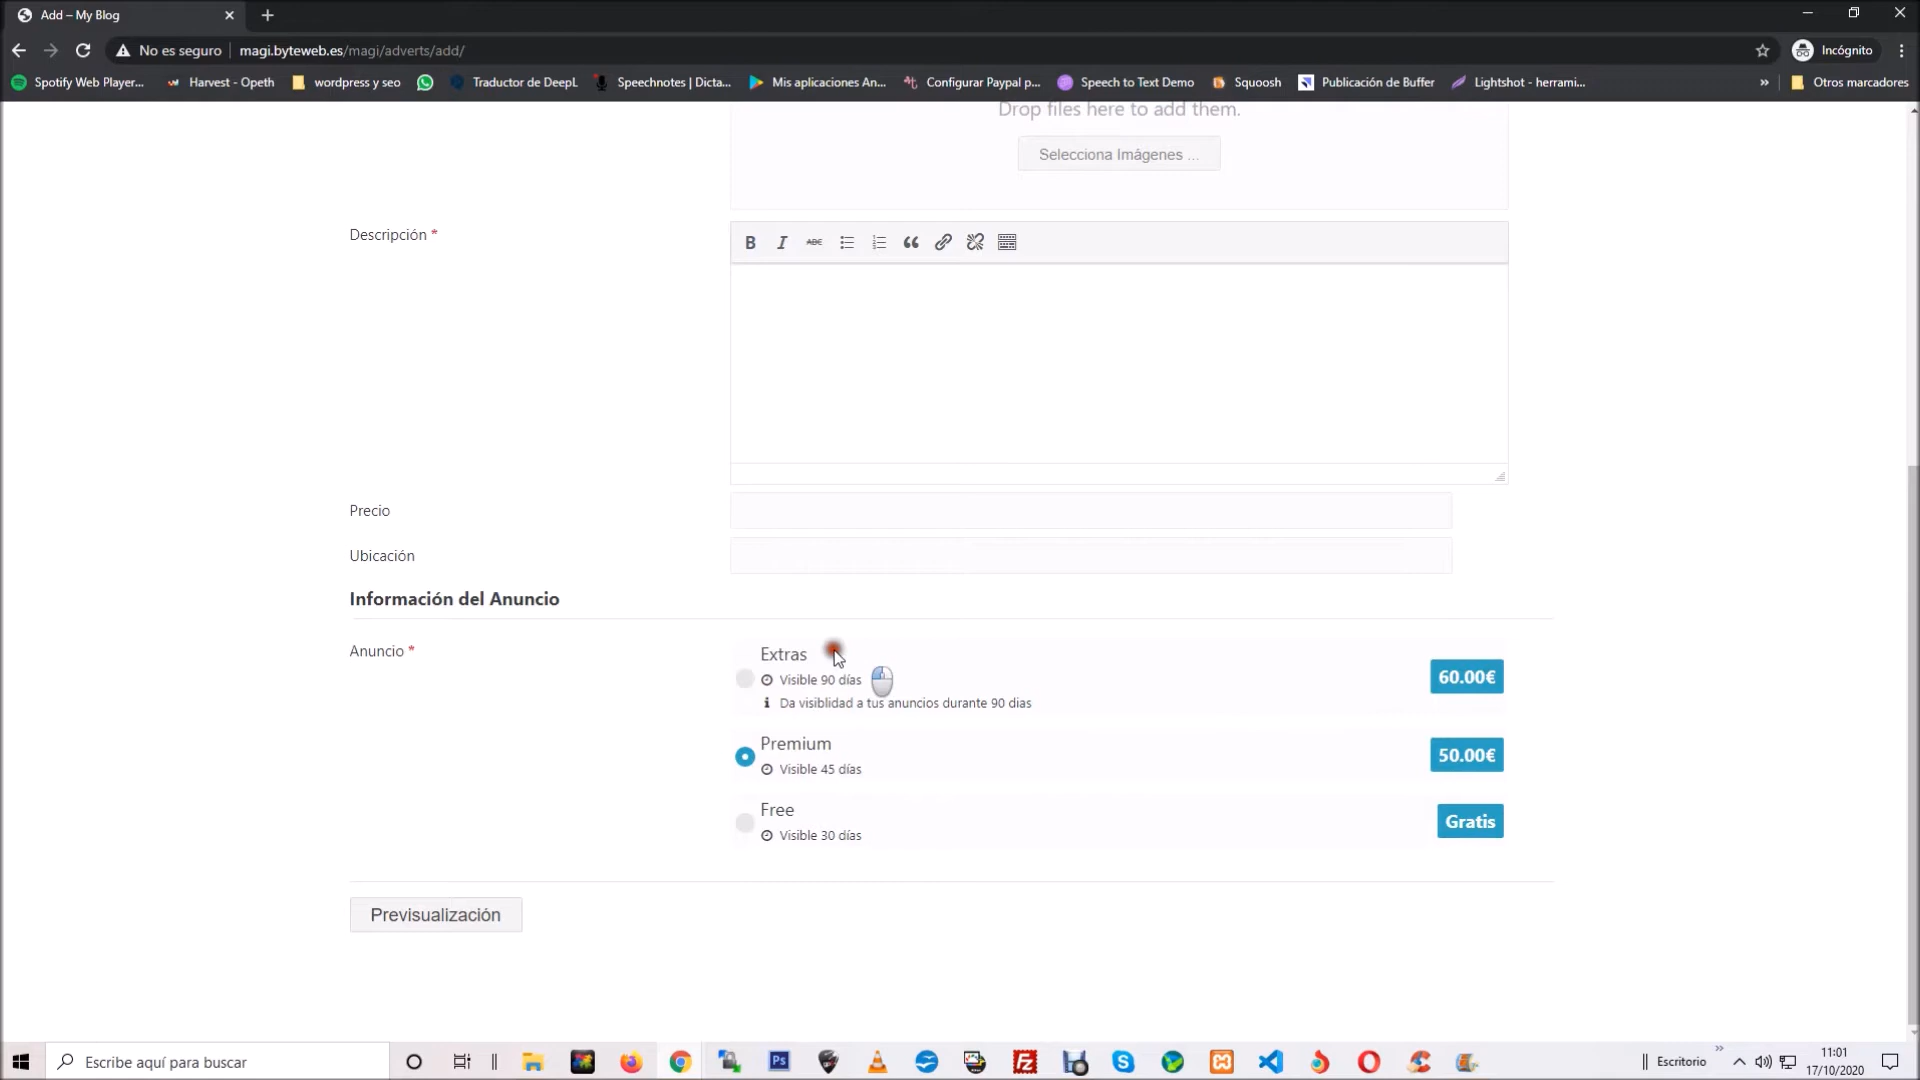 Add – My Blog
No es seguro
magi.byteweb.es/magi/adverts/add/
Incógnito
Spotify Web Player...
Harvest - Opeth
wordpress y seo
Traductor de DeepL
Speechnotes | Dicta...
Mis aplicaciones An...
Configurar Paypal p...
Speech to Text Demo
Squoosh
Publicación de Buffer
Lightshot - herrami...
»
Otros marcadores
Drop files here to add them.
Selecciona Imágenes ...
Descripción *
B I ABC
Precio
Ubicación
Información del Anuncio
Anuncio *
Extras
Visible 90 días
Da visiblidad a tus anuncios durante 90 dias
60.00€
Premium
Visible 45 días
50.00€
Free
Visible 30 días
Gratis
Previsualización
Escribe aquí para buscar
Ps
Fz
Escritorio
»
11:01
17/10/2020